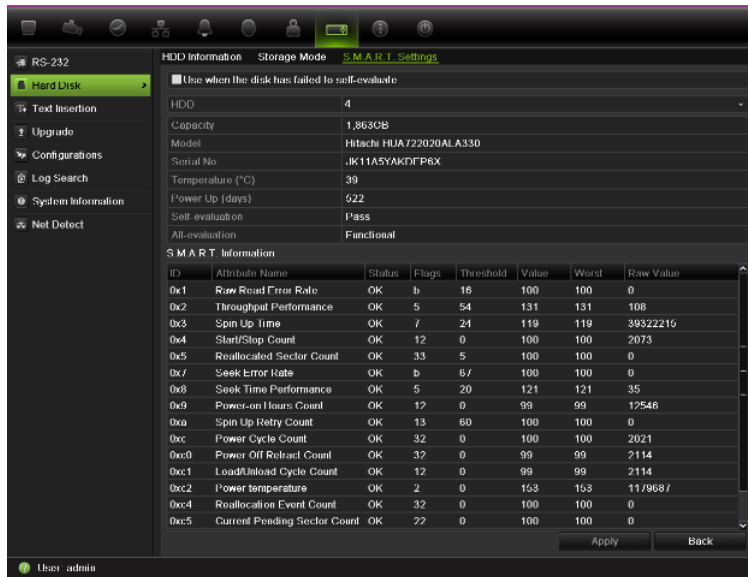 HDD Information Storage Mode S.M.A.R.T. Settings
RS-232
Hard Disk
Text Insertion
Upgrade
Configurations
Log Search
System Information
Net Detect
Use when the disk has failed to self-evaluate
HDD 4
Capacity 1,863GB
Model Hitachi HUA722020ALA330
Serial No. JK11A5YAKDEP6X
Temperature (°C) 39
Power Up (days) 522
Self-evaluation Pass
All-evaluation Functional
S.M.A.R.T. Information
ID Attribute Name Status Flags Threshold Value Worst Raw Value
0x1 Raw Read Error Rate OK b 16 100 100 0
0x2 Throughput Performance OK 5 54 131 131 108
0x3 Spin Up Time OK 7 24 119 119 39322215
0x4 Start/Stop Count OK 12 0 100 100 2073
0x5 Reallocated Sector Count OK 33 5 100 100 0
0x7 Seek Error Rate OK b 67 100 100 0
0x8 Seek Time Performance OK 5 20 121 121 35
0x9 Power-on Hours Count OK 12 0 99 99 12546
0xa Spin Up Retry Count OK 13 60 100 100 0
0xc Power Cycle Count OK 32 0 100 100 2021
0xc0 Power Off Retract Count OK 32 0 99 99 2114
0xc1 Load/Unload Cycle Count OK 12 0 99 99 2114
0xc2 Power temperature OK 2 0 153 153 1179687
0xc4 Reallocation Event Count OK 32 0 100 100 0
0xc5 Current Pending Sector Count OK 22 0 100 100 0
Apply Back
User: admin